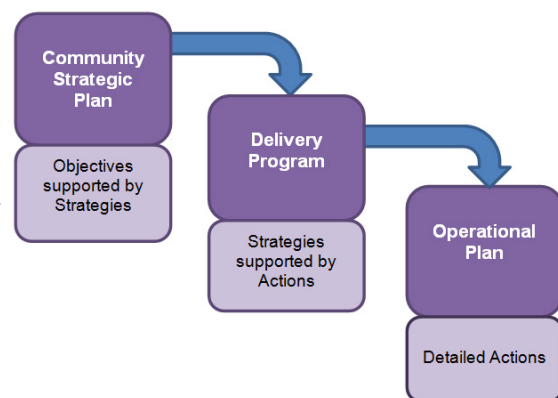 Community
Strategic
Plan
Objectives
supported by
Strategies
Delivery
Program
Strategies
supported by
Actions
Operational
Plan
Detailed Actions